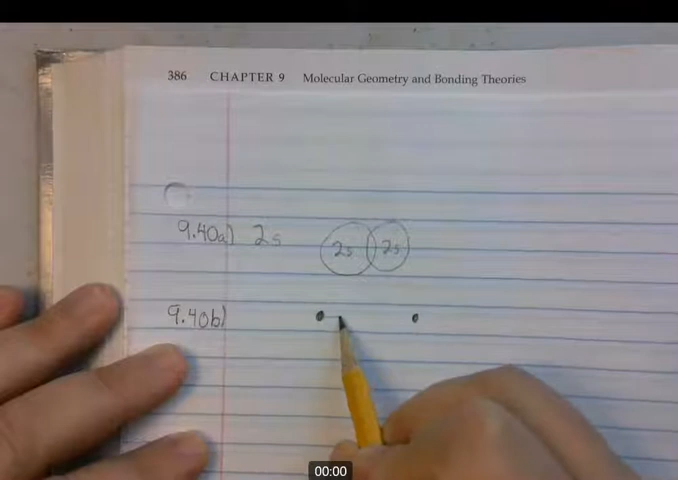 386 CHAPTER 9 Molecular Geometry and Bonding Theories
9.40a) 2s 2s 2s
9.40b)
00:00